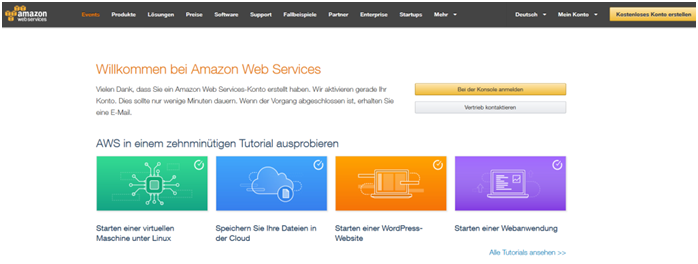 amazon
webservices
Events Produkte Lösungen Preise Software Support Fallbeispiele Partner Enterprise Startups Mehr Deutsch Mein Konto Kostenloses Konto erstellen
Willkommen bei Amazon Web Services
Vielen Dank, dass Sie ein Amazon Web Services-Konto erstellt haben. Wir aktivieren gerade Ihr
Konto. Dies sollte nur wenige Minuten dauern. Wenn der Vorgang abgeschlossen ist, erhalten Sie
eine E-Mail.
Bei der Konsole anmelden
Vertrieb kontaktieren
AWS in einem zehnminütigen Tutorial ausprobieren
Starten einer virtuellen
Maschine unter Linux
Speichern Sie Ihre Dateien in
der Cloud
Starten einer WordPress-
Website
Starten einer Webanwendung
Alle Tutorials ansehen >>